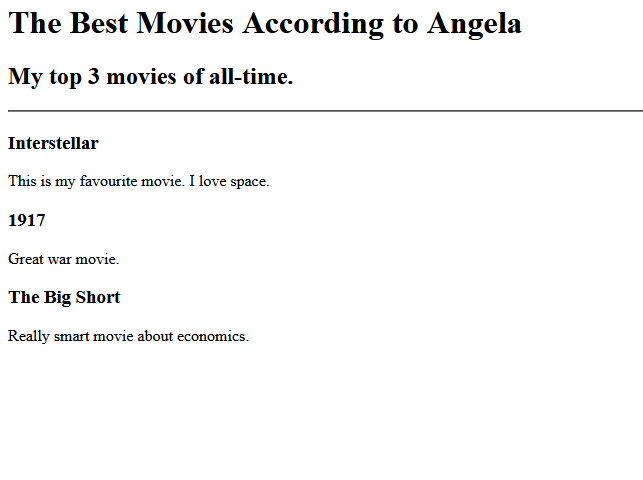 The Best Movies According to Angela
My top 3 movies of all-time.
Interstellar
This is my favourite movie. I love space.
1917
Great war movie.
The Big Short
Really smart movie about economics.